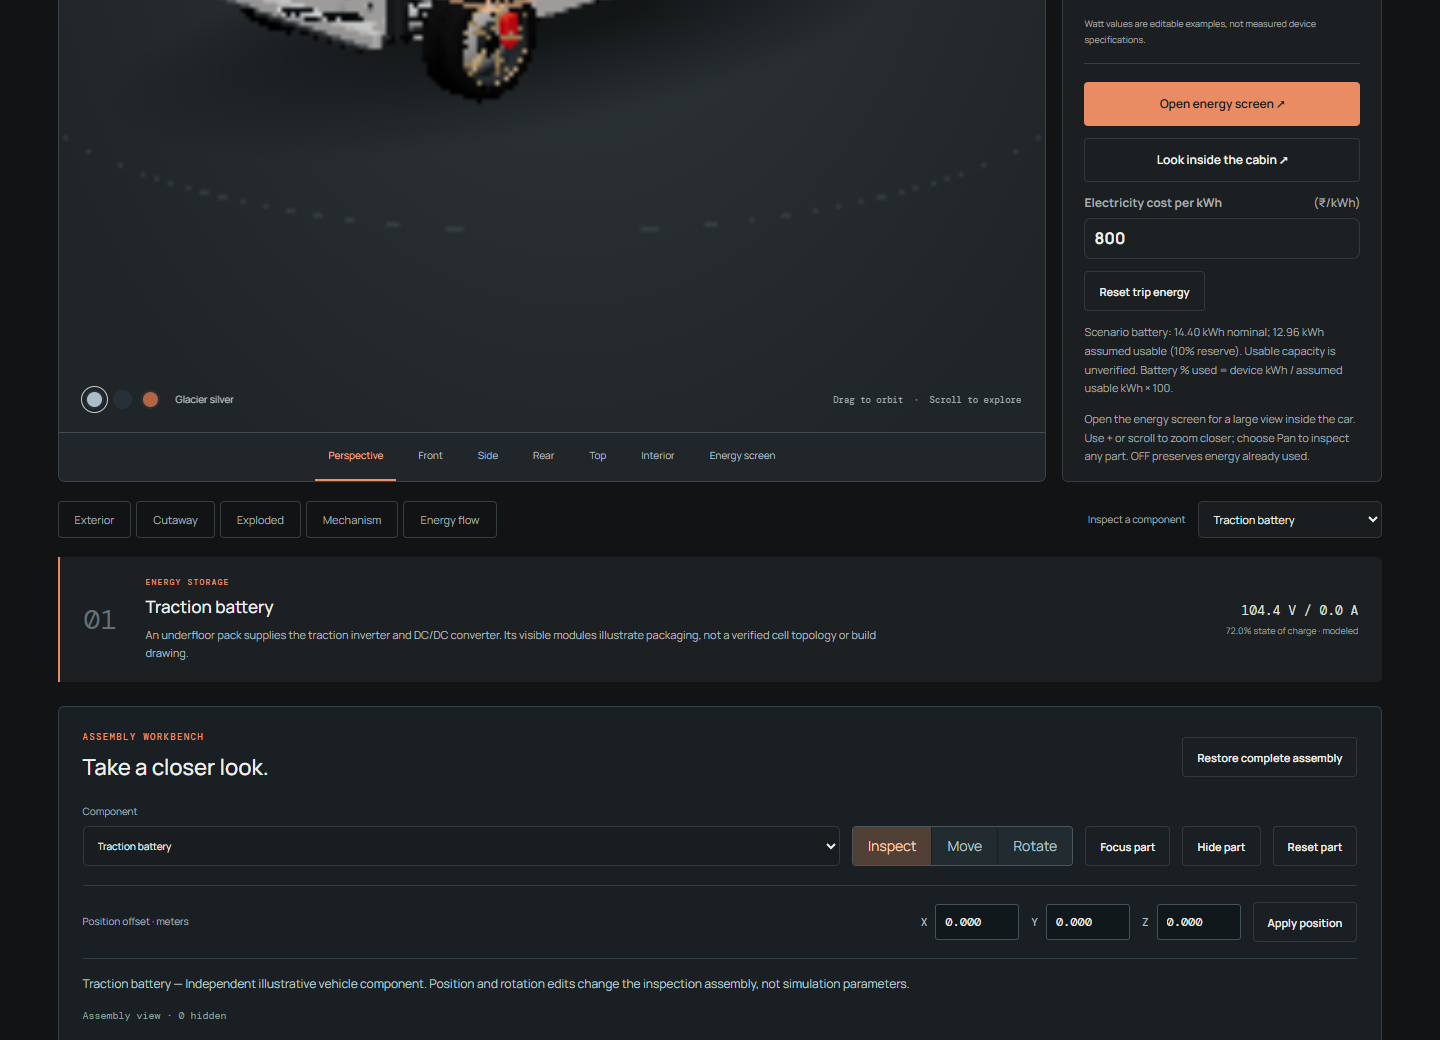 Watt values are editable examples, not measured device
specifications.
Open energy screen ↗
Look inside the cabin ↗
Electricity cost per kWh (₹/kWh)
800
Reset trip energy
Scenario battery: 14.40 kWh nominal; 12.96 kWh
assumed usable (10% reserve). Usable capacity is
unverified. Battery % used = device kWh / assumed
usable kWh × 100.
Open the energy screen for a large view inside the car.
Use + or scroll to zoom closer; choose Pan to inspect
any part. OFF preserves energy already used.
Glacier silver
Drag to orbit · Scroll to explore
Perspective Front Side Rear Top Interior Energy screen
Exterior Cutaway Exploded Mechanism Energy flow
Inspect a component Traction battery
01
ENERGY STORAGE
Traction battery
An underfloor pack supplies the traction inverter and DC/DC converter. Its visible modules illustrate packaging, not a verified cell topology or build
drawing.
104.4 V / 0.0 A
72.0% state of charge · modeled
ASSEMBLY WORKBENCH
Take a closer look.
Restore complete assembly
Component
Traction battery Inspect Move Rotate Focus part Hide part Reset part
Position offset · meters X 0.000 Y 0.000 Z 0.000 Apply position
Traction battery — Independent illustrative vehicle component. Position and rotation edits change the inspection assembly, not simulation parameters.
Assembly view · 0 hidden